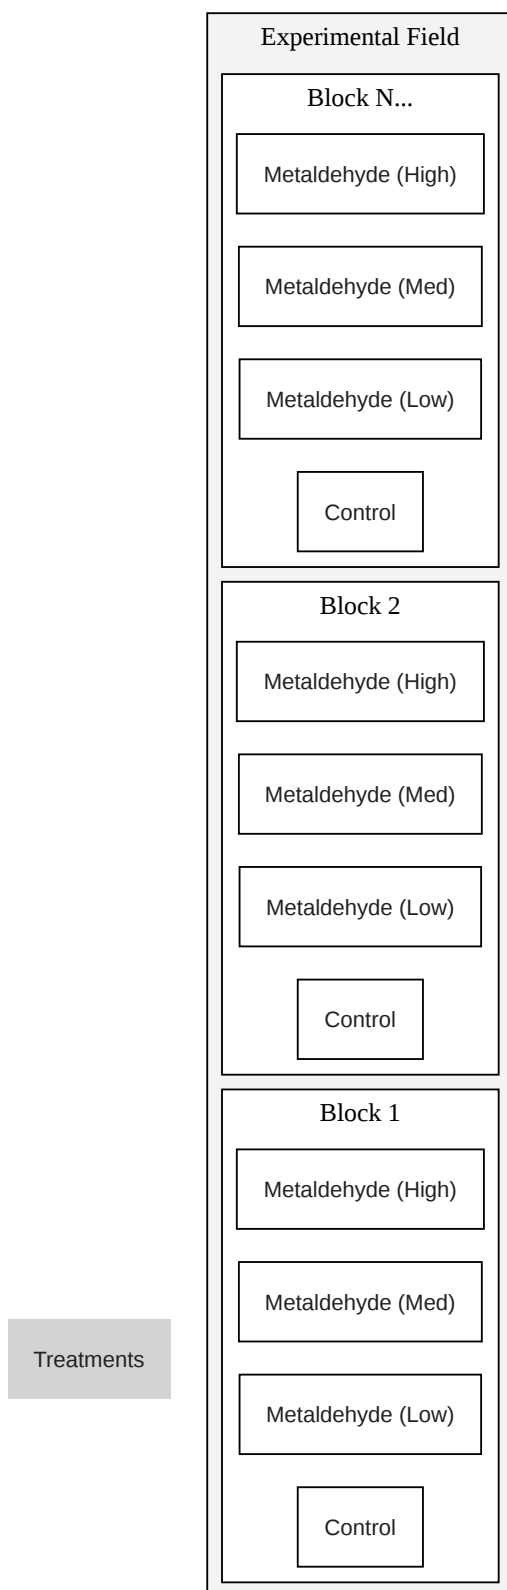 Experimental Field
Block N...
Metaldehyde (High)
Metaldehyde (Med)
Metaldehyde (Low)
Control
Block 2
Metaldehyde (High)
Metaldehyde (Med)
Metaldehyde (Low)
Control
Block 1
Metaldehyde (High)
Metaldehyde (Med)
Treatments
Metaldehyde (Low)
Control